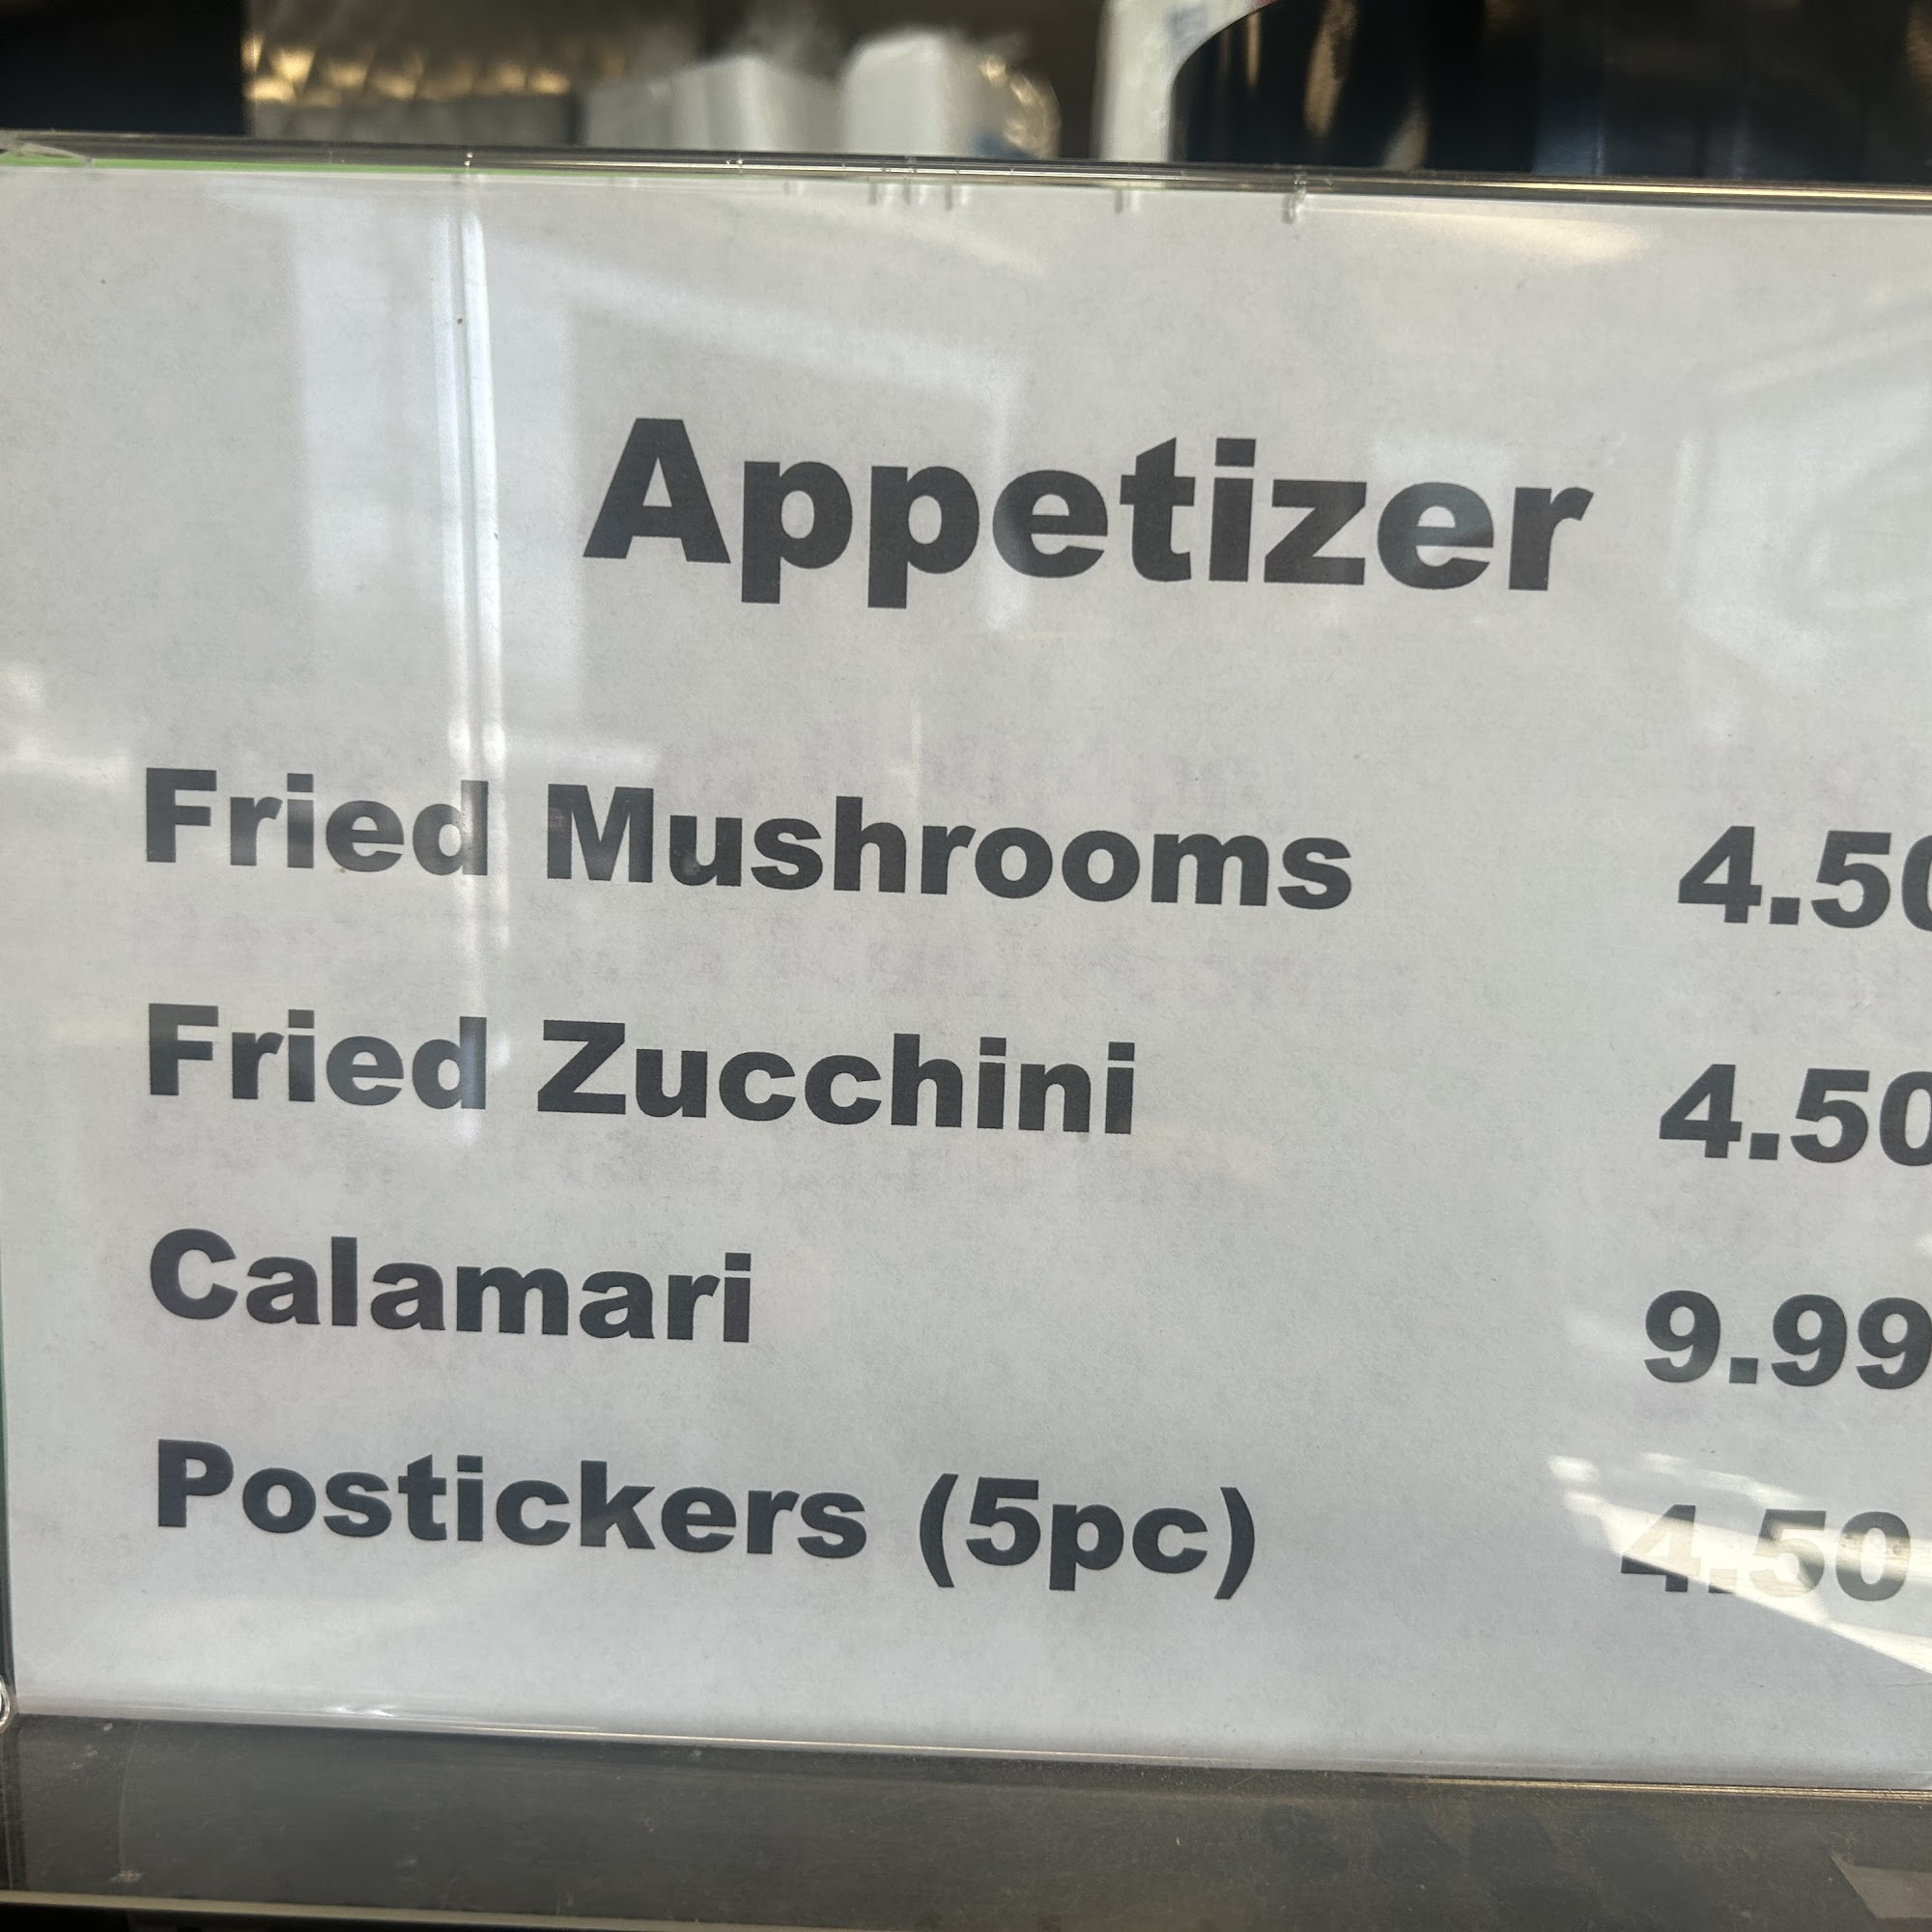 Appetizer
Fried Mushrooms 4.50
Fried Zucchini 4.50
Calamari 9.99
Postickers (5pc) 4.50